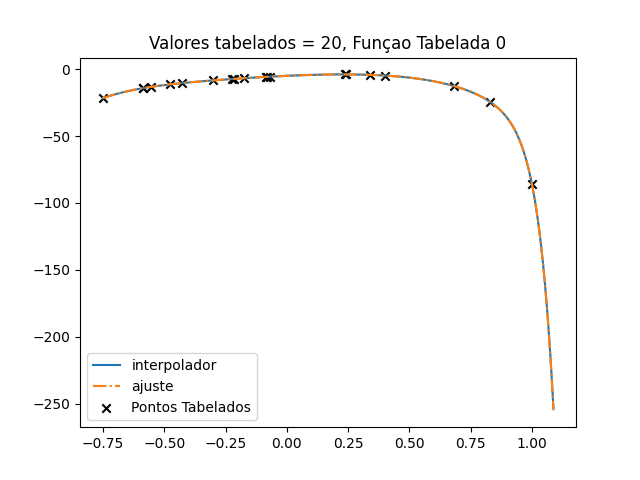 Valores tabelados = 20, Funçao Tabelada 0
0
−50
−100
−150
−200
−250
interpolador
ajuste
Pontos Tabelados
−0.75 −0.50 −0.25 0.00 0.25 0.50 0.75 1.00